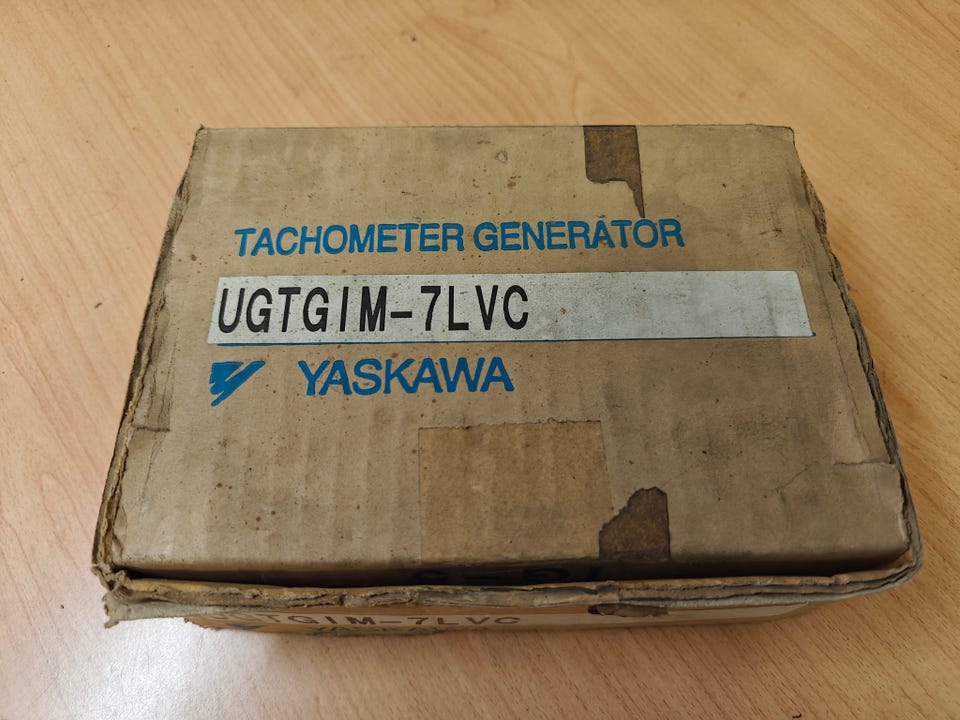 TACHOMETER GENERATOR
UGTGIM-7LVC
YASKAWA
UGTGIM-7LVC